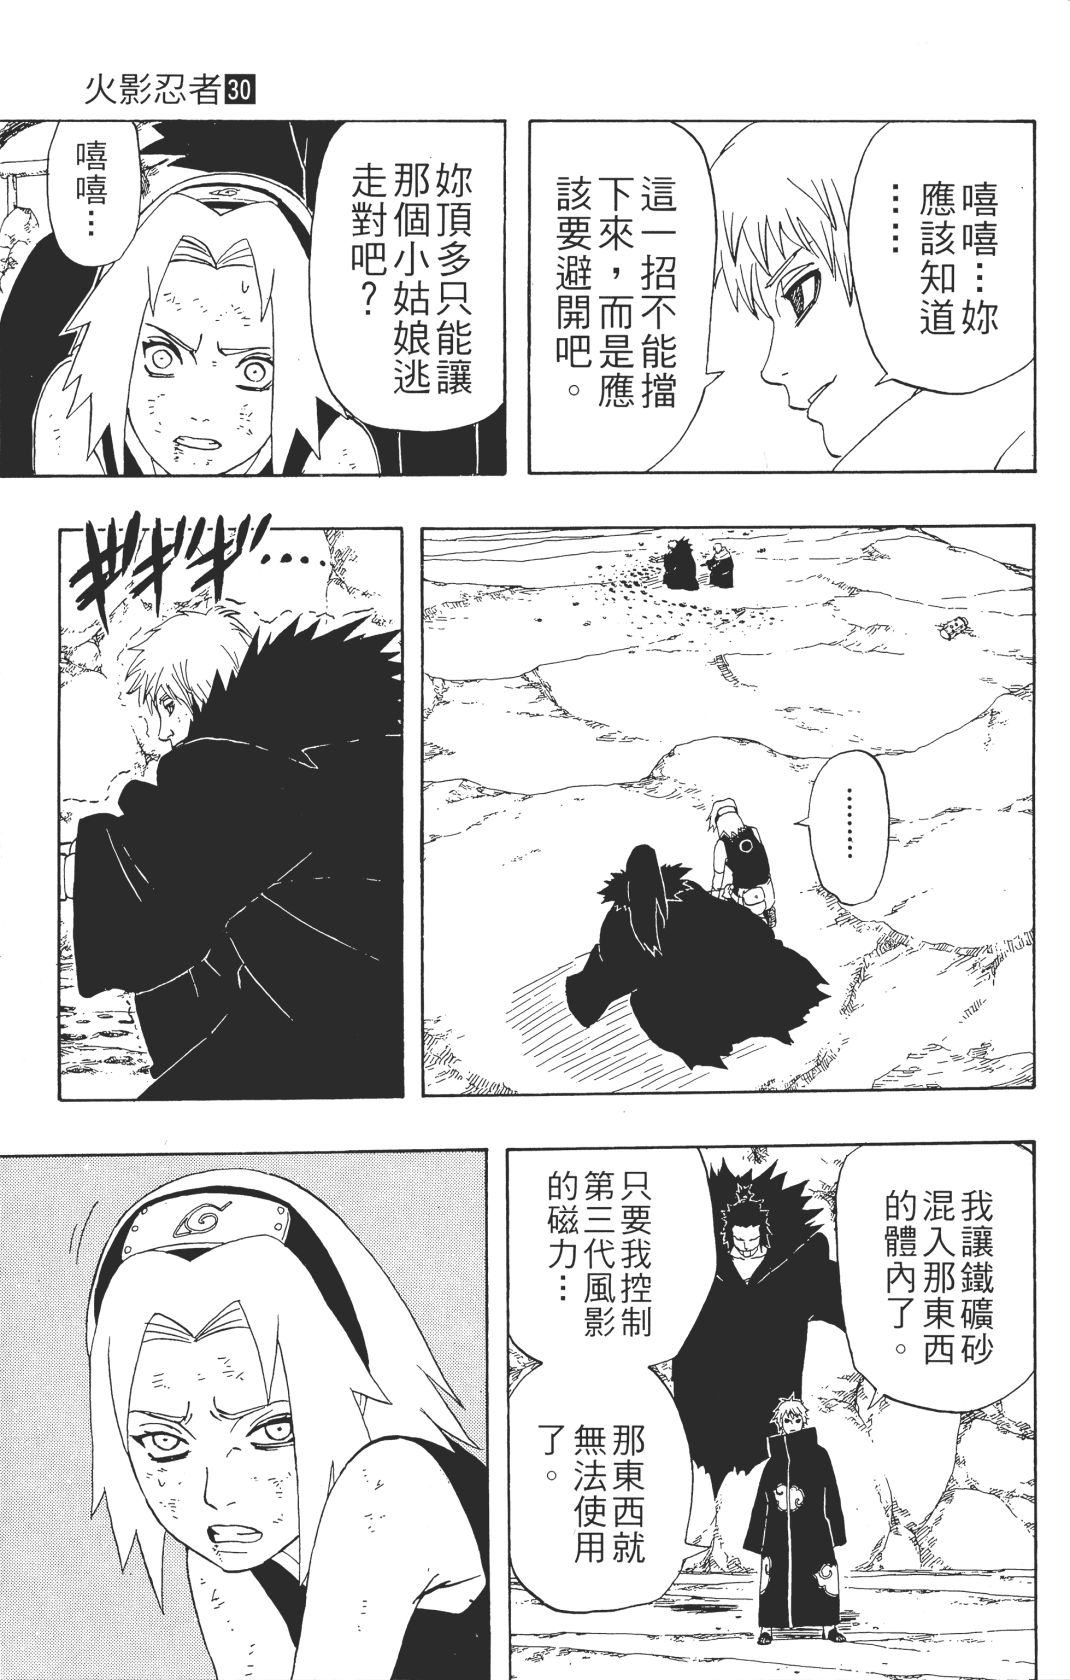 火影忍者30
嘻嘻…妳
應該知道
……
這一招不能擋
下來，而是應
該要避開吧。
妳頂多只能讓
那個小姑娘逃
走對吧？
嘻嘻…
………
ギギギ…
我讓鐵礦砂
混入那東西
的體內了。
只要我控制
第三代風影
的磁力…
那東西就
無法使用
了。